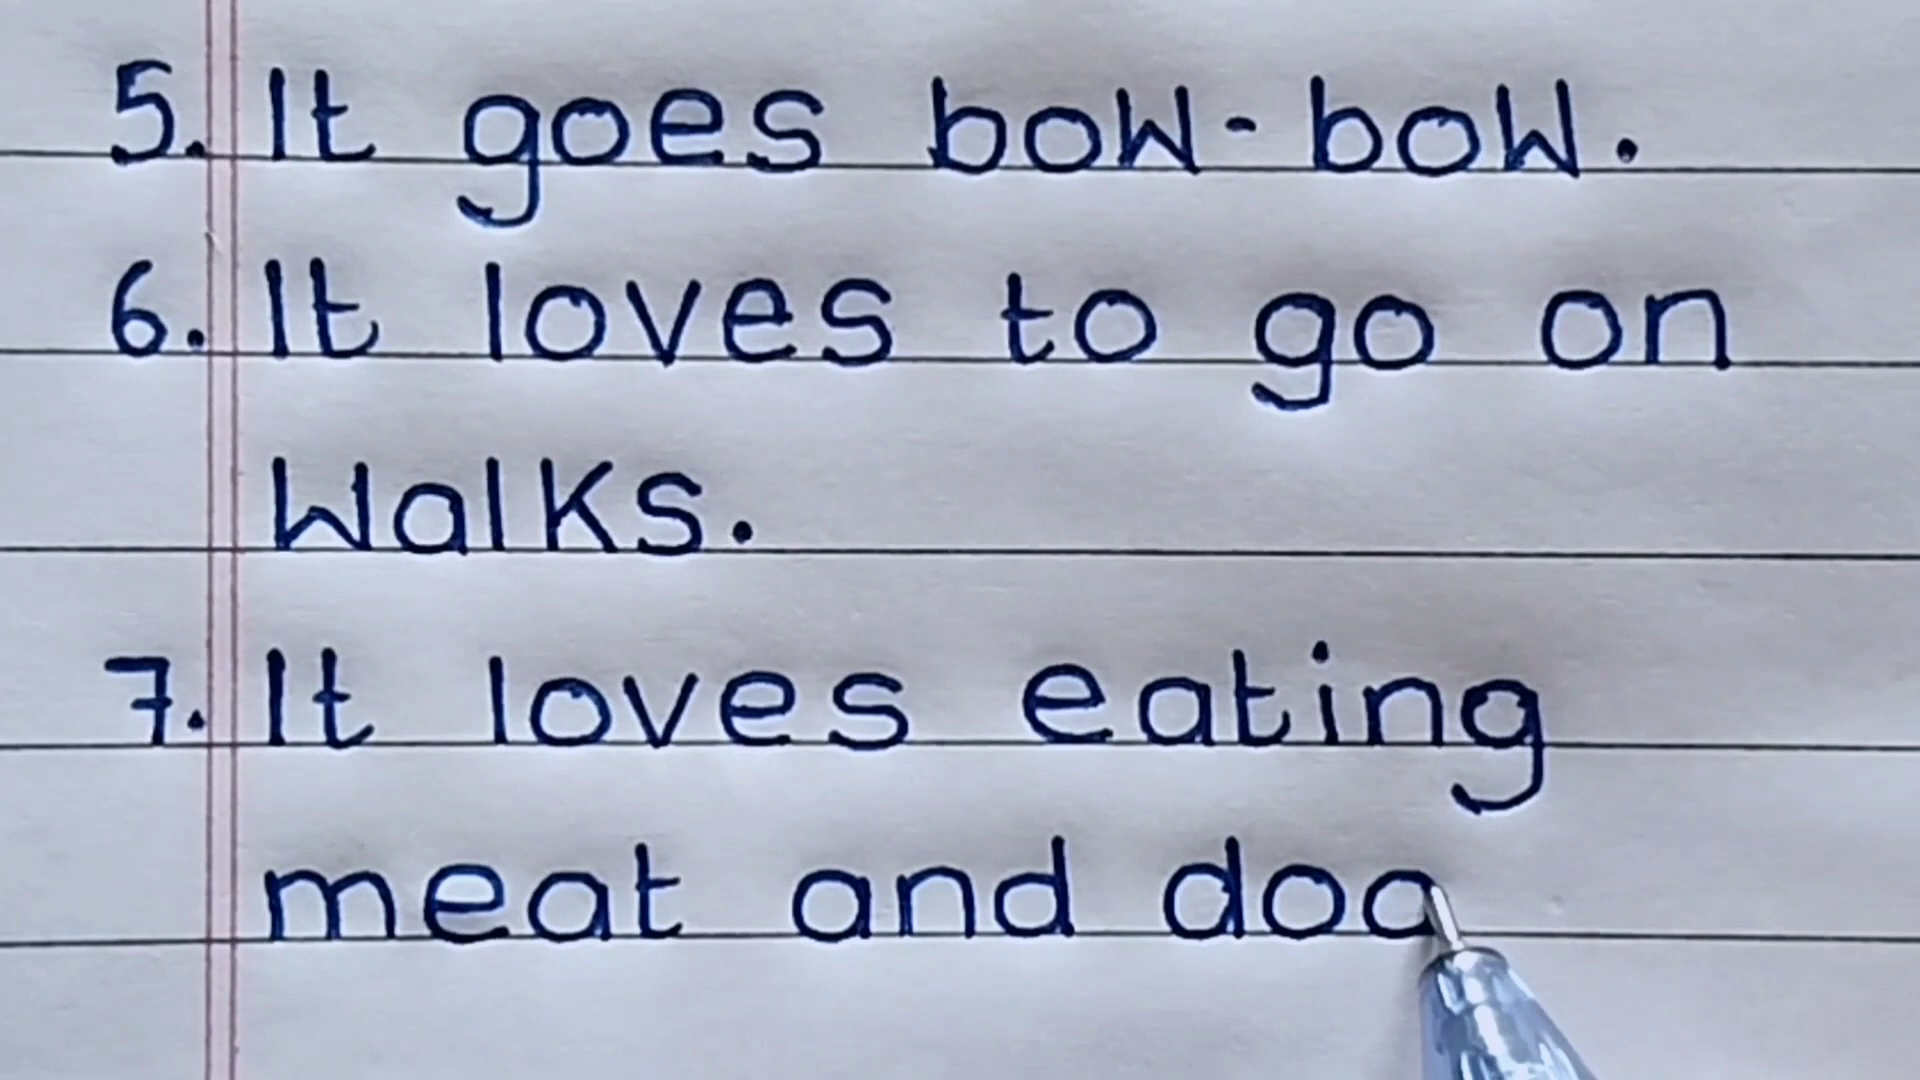 5. It goes bow-bow.
6. It loves to go on
walks.
7. It loves eating
meat and